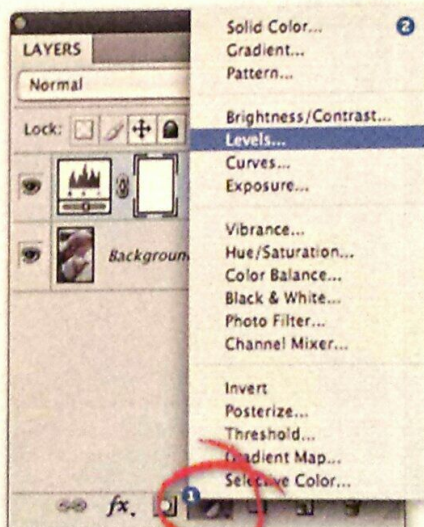 LAYERS
Normal
Lock:
Backgroun
fx.
1
2
Solid Color...
Gradient...
Pattern...
Brightness/Contrast...
Levels...
Curves...
Exposure...
Vibrance...
Hue/Saturation...
Color Balance...
Black & White...
Photo Filter...
Channel Mixer...
Invert
Posterize...
Threshold...
Gradient Map...
Selective Color...